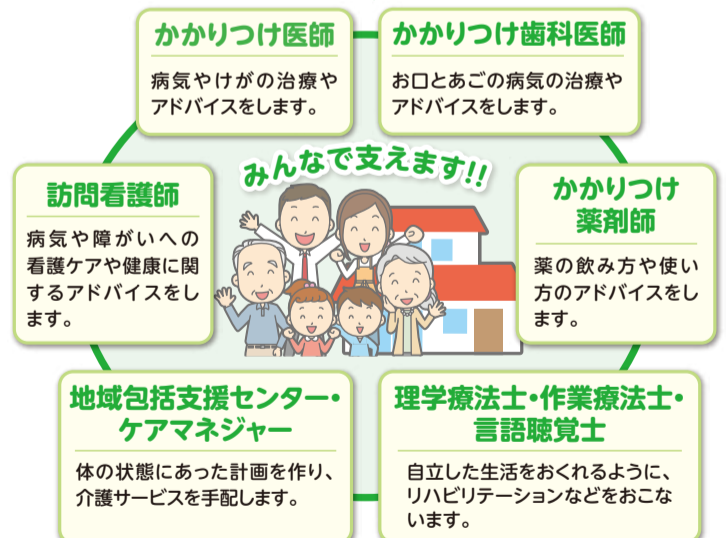 かかりつけ医師
病気やけがの治療や
アドバイスをします。
かかりつけ歯科医師
お口とあごの病気の治療や
アドバイスをします。
みんなで支えます!!
訪問看護師
病気や障がいへの
看護ケアや健康に関
するアドバイスをし
ます。
かかりつけ
薬剤師
薬の飲み方や使い
方のアドバイスをし
ます。
地域包括支援センター・
ケアマネジャー
体の状態にあった計画を作り、
介護サービスを手配します。
理学療法士・作業療法士・
言語聴覚士
自立した生活をおくれるように、
リハビリテーションなどをおこな
います。